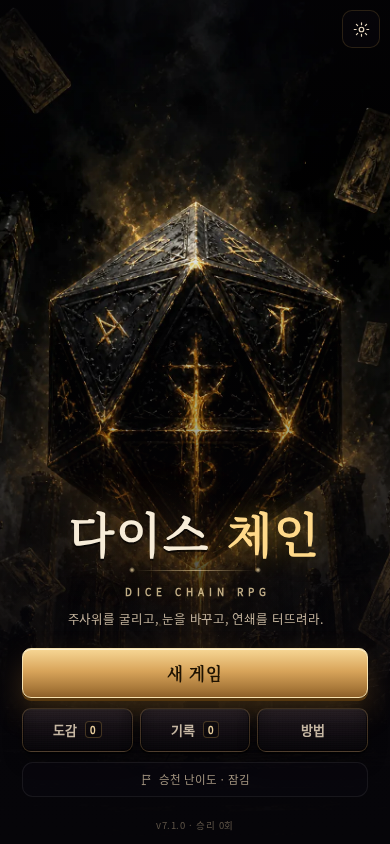 다이스 체인
DICE CHAIN RPG
주사위를 굴리고, 눈을 바꾸고, 연쇄를 터뜨려라.
새 게임
도감 0 기록 0 방법
승천 난이도 · 잠김
v7.1.0 · 승리 0회